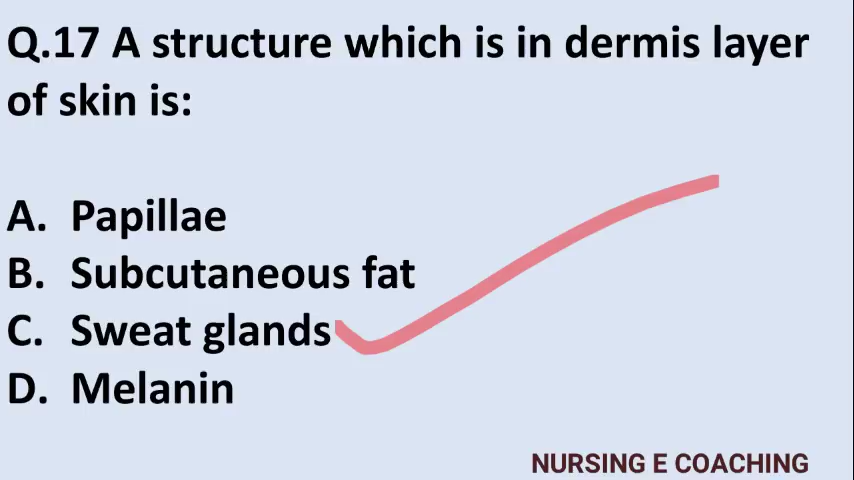 Q.17 A structure which is in dermis layer
of skin is:
A. Papillae
B. Subcutaneous fat
C. Sweat glands
D. Melanin
NURSING E COACHING